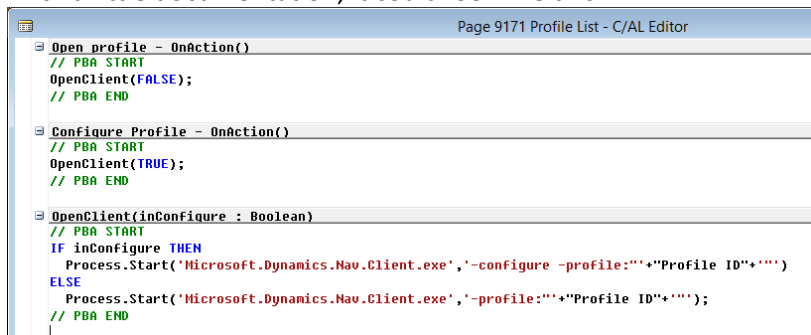 Page 9171 Profile List - C/AL Editor
Open profile - OnAction()
// PBA START
OpenClient(FALSE);
// PBA END
Configure Profile - OnAction()
// PBA START
OpenClient(TRUE);
// PBA END
OpenClient(inConfigure : Boolean)
// PBA START
IF inConfigure THEN
Process.Start('Microsoft.Dynamics.Nav.Client.exe','-configure -profile:"'+"Profile ID"+'"')
ELSE
Process.Start('Microsoft.Dynamics.Nav.Client.exe','-profile:"'+"Profile ID"+'"');
// PBA END